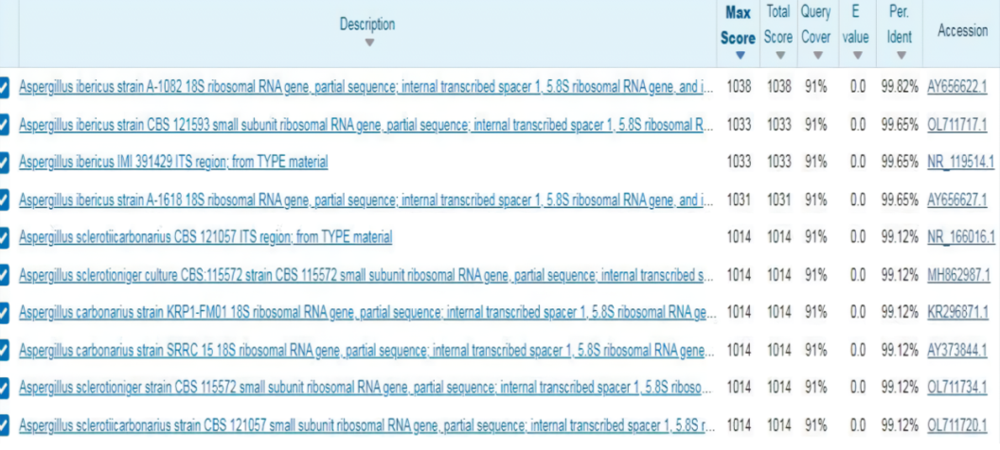 Description Max Score Total Score Query Cover E value Per. Ident Accession
Aspergillus ibericus strain A-1082 18S ribosomal RNA gene, partial sequence; internal transcribed spacer 1, 5.8S ribosomal RNA gene, and i... 1038 1038 91% 0.0 99.82% AY656622.1
Aspergillus ibericus strain CBS 121593 small subunit ribosomal RNA gene, partial sequence; internal transcribed spacer 1, 5.8S ribosomal R... 1033 1033 91% 0.0 99.65% OL711717.1
Aspergillus ibericus IMI 391429 ITS region; from TYPE material 1033 1033 91% 0.0 99.65% NR_119514.1
Aspergillus ibericus strain A-1618 18S ribosomal RNA gene, partial sequence; internal transcribed spacer 1, 5.8S ribosomal RNA gene, and i... 1031 1031 91% 0.0 99.65% AY656627.1
Aspergillus sclerotiicarbonarius CBS 121057 ITS region; from TYPE material 1014 1014 91% 0.0 99.12% NR_166016.1
Aspergillus sclerotioniger culture CBS:115572 strain CBS 115572 small subunit ribosomal RNA gene, partial sequence; internal transcribed s... 1014 1014 91% 0.0 99.12% MH862987.1
Aspergillus carbonarius strain KRP1-FM01 18S ribosomal RNA gene, partial sequence; internal transcribed spacer 1, 5.8S ribosomal RNA ge... 1014 1014 91% 0.0 99.12% KR296871.1
Aspergillus carbonarius strain SRRC 15 18S ribosomal RNA gene, partial sequence; internal transcribed spacer 1, 5.8S ribosomal RNA gene... 1014 1014 91% 0.0 99.12% AY373844.1
Aspergillus sclerotioniger strain CBS 115572 small subunit ribosomal RNA gene, partial sequence; internal transcribed spacer 1, 5.8S riboso... 1014 1014 91% 0.0 99.12% OL711734.1
Aspergillus sclerotiicarbonarius strain CBS 121057 small subunit ribosomal RNA gene, partial sequence; internal transcribed spacer 1, 5.8S r... 1014 1014 91% 0.0 99.12% OL711720.1